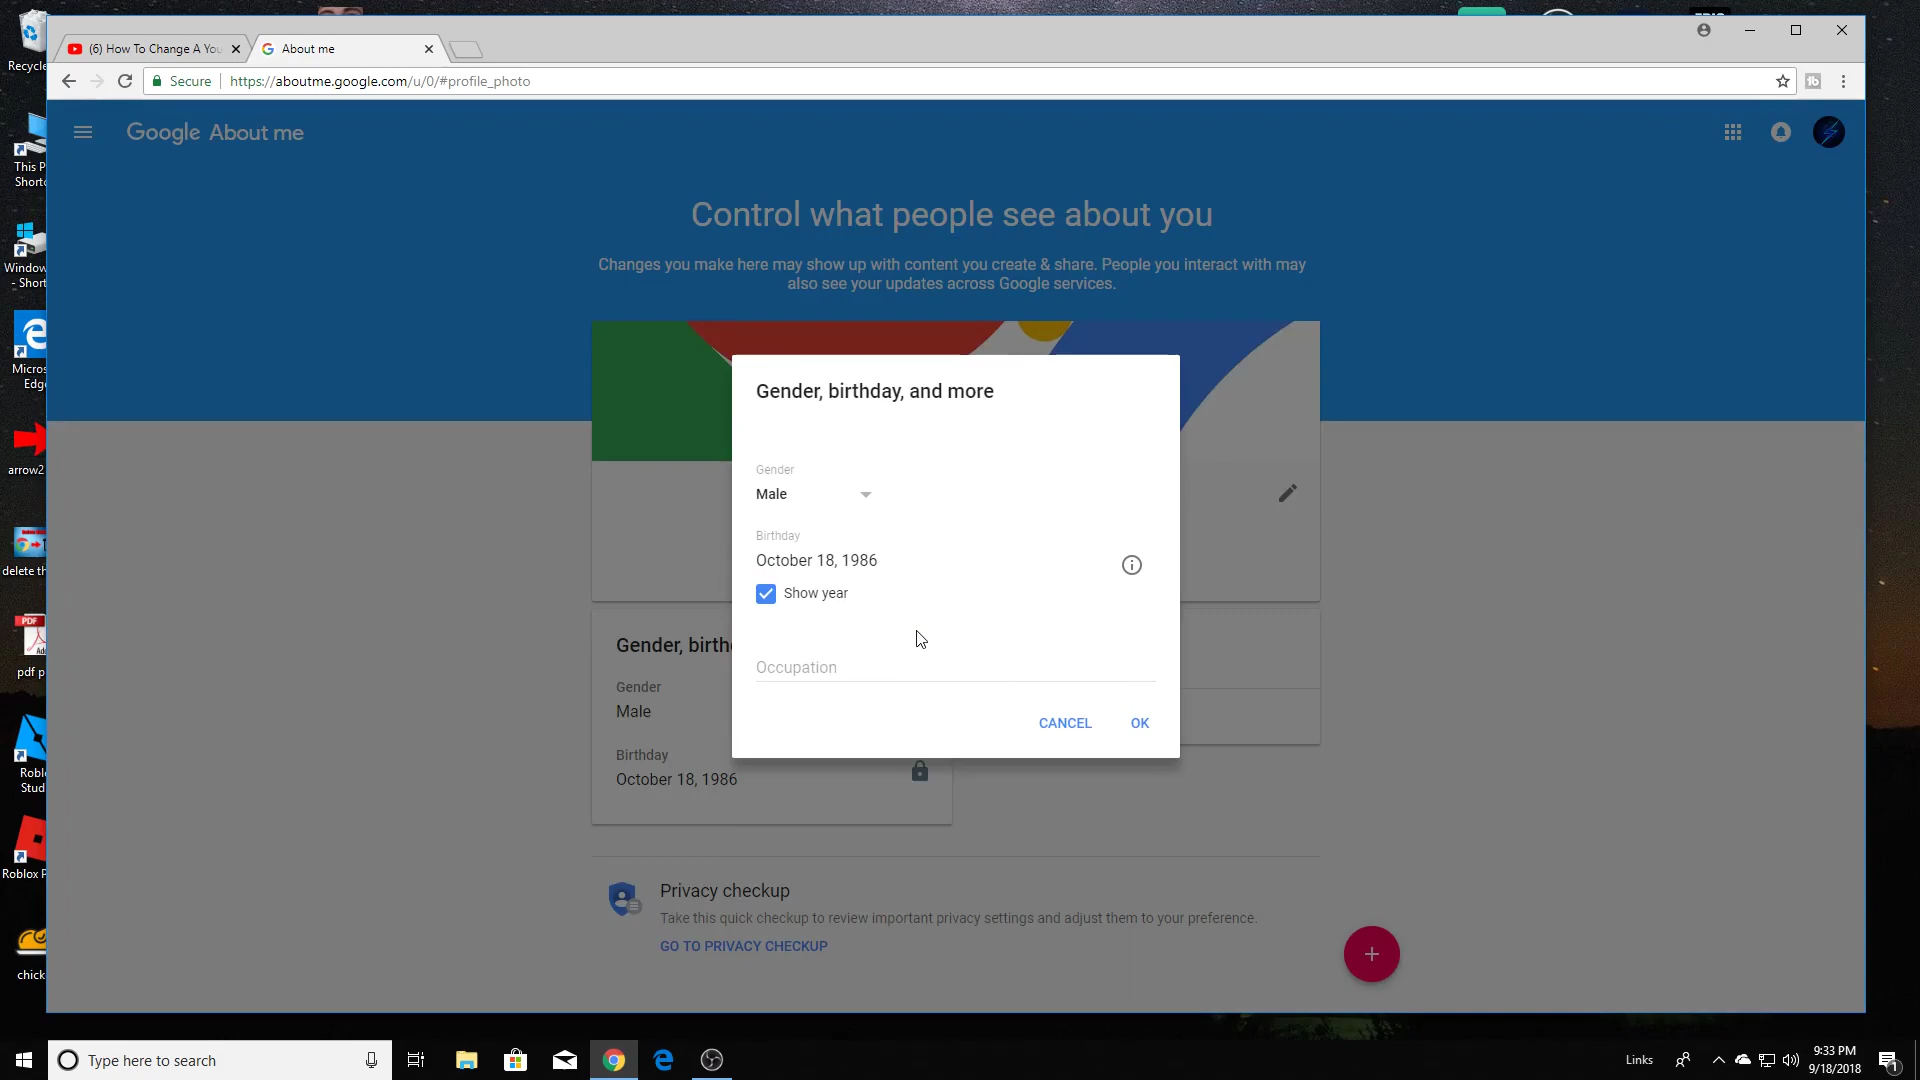 Recycle
This P
Shortc
Window
- Short
Micros
Edge
arrow2
delete th
PDF
pdf p
Roblo
Stud
Roblox P
chick
(6) How To Change A You
About me
Secure
https://aboutme.google.com/u/0/#profile_photo
Google About me
Control what people see about you
Changes you make here may show up with content you create & share. People you interact with may
also see your updates across Google services.
Gender, birthday, and more
Gender
Male
Birthday
October 18, 1986
Show year
Occupation
CANCEL
OK
Gender, birth
Gender
Male
Birthday
October 18, 1986
Privacy checkup
Take this quick checkup to review important privacy settings and adjust them to your preference.
GO TO PRIVACY CHECKUP
Type here to search
Links
9:33 PM
9/18/2018
1